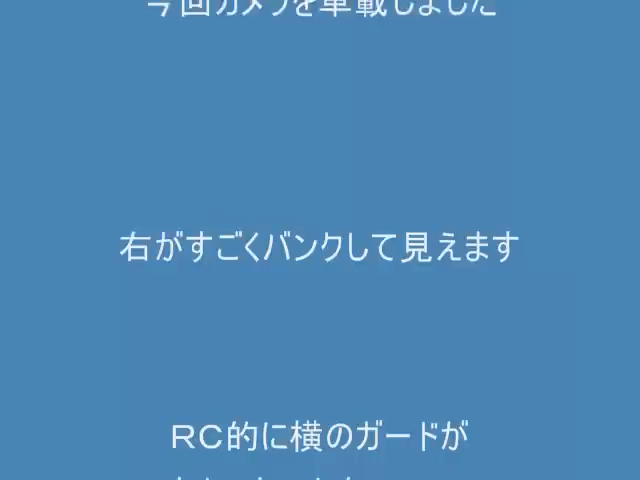 今回カメラを車載しました
右がすごくバンクして見えます
RC的に横のガードが